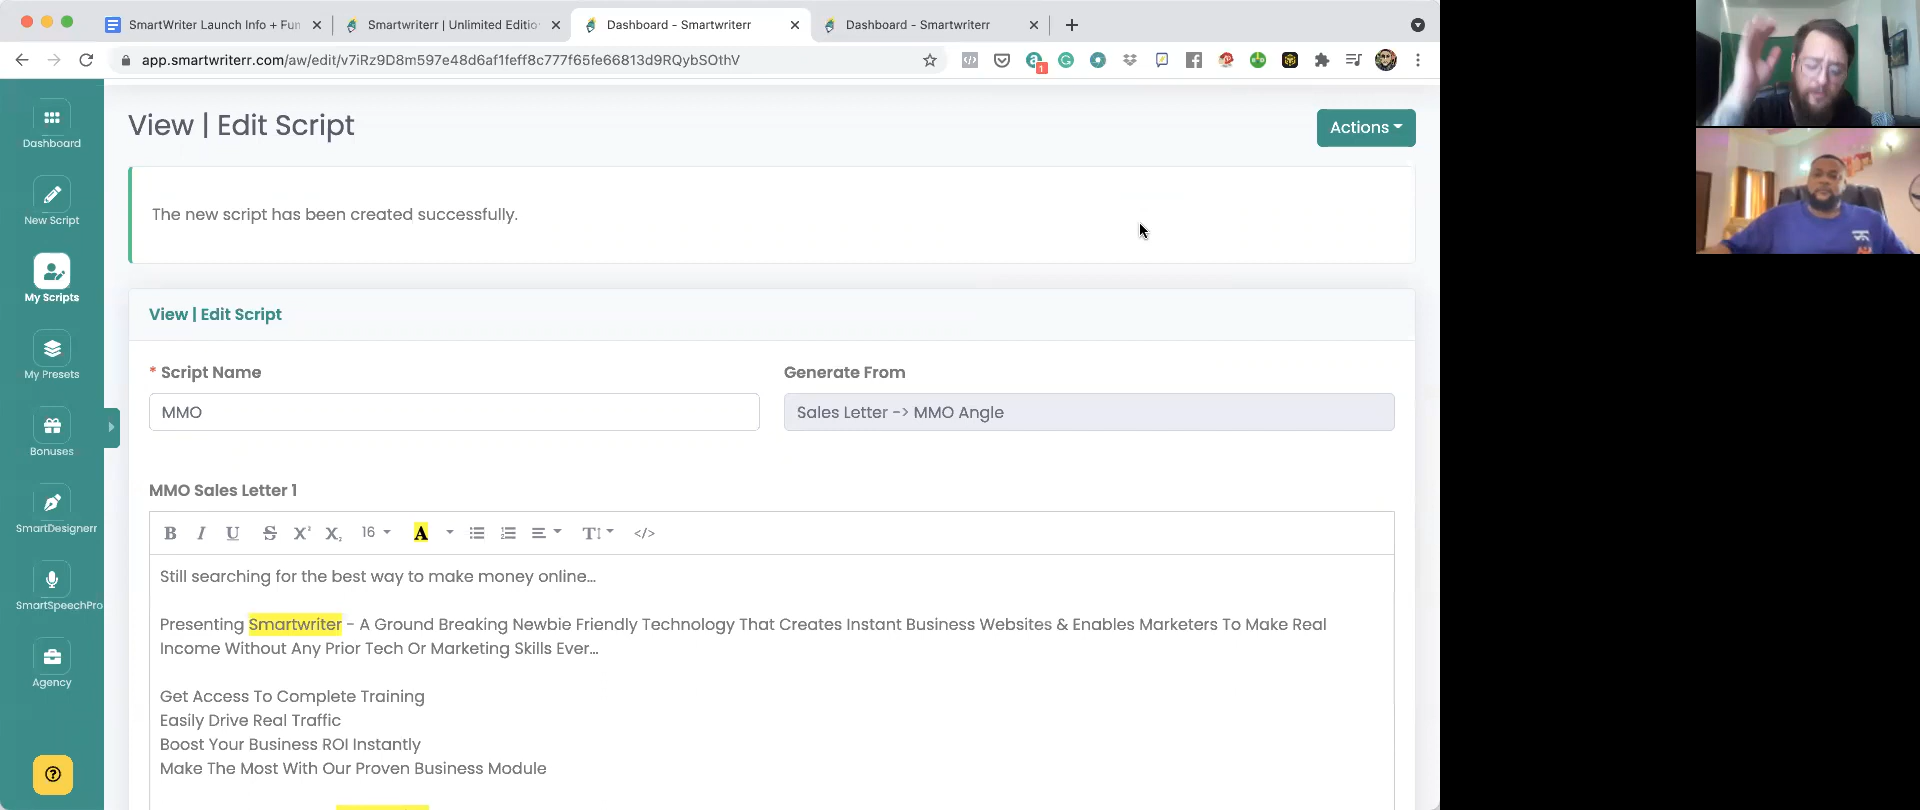 SmartWriter Launch Info + Fun
Smartwriterr | Unlimited Editio
Dashboard - Smartwriterr
Dashboard - Smartwriterr
app.smartwriterr.com/aw/edit/v7iRz9D8m597e48d6af1feff8c777f65fe66813d9RQybSOthV
1
Dashboard
New Script
My Scripts
My Presets
Bonuses
SmartDesignerr
SmartSpeechPro
Agency
View | Edit Script
Actions
The new script has been created successfully.
View | Edit Script
* Script Name
Generate From
MMO
Sales Letter -> MMO Angle
MMO Sales Letter 1
16
Still searching for the best way to make money online...
Presenting Smartwriter - A Ground Breaking Newbie Friendly Technology That Creates Instant Business Websites & Enables Marketers To Make Real
Income Without Any Prior Tech Or Marketing Skills Ever...
Get Access To Complete Training
Easily Drive Real Traffic
Boost Your Business ROI Instantly
Make The Most With Our Proven Business Module